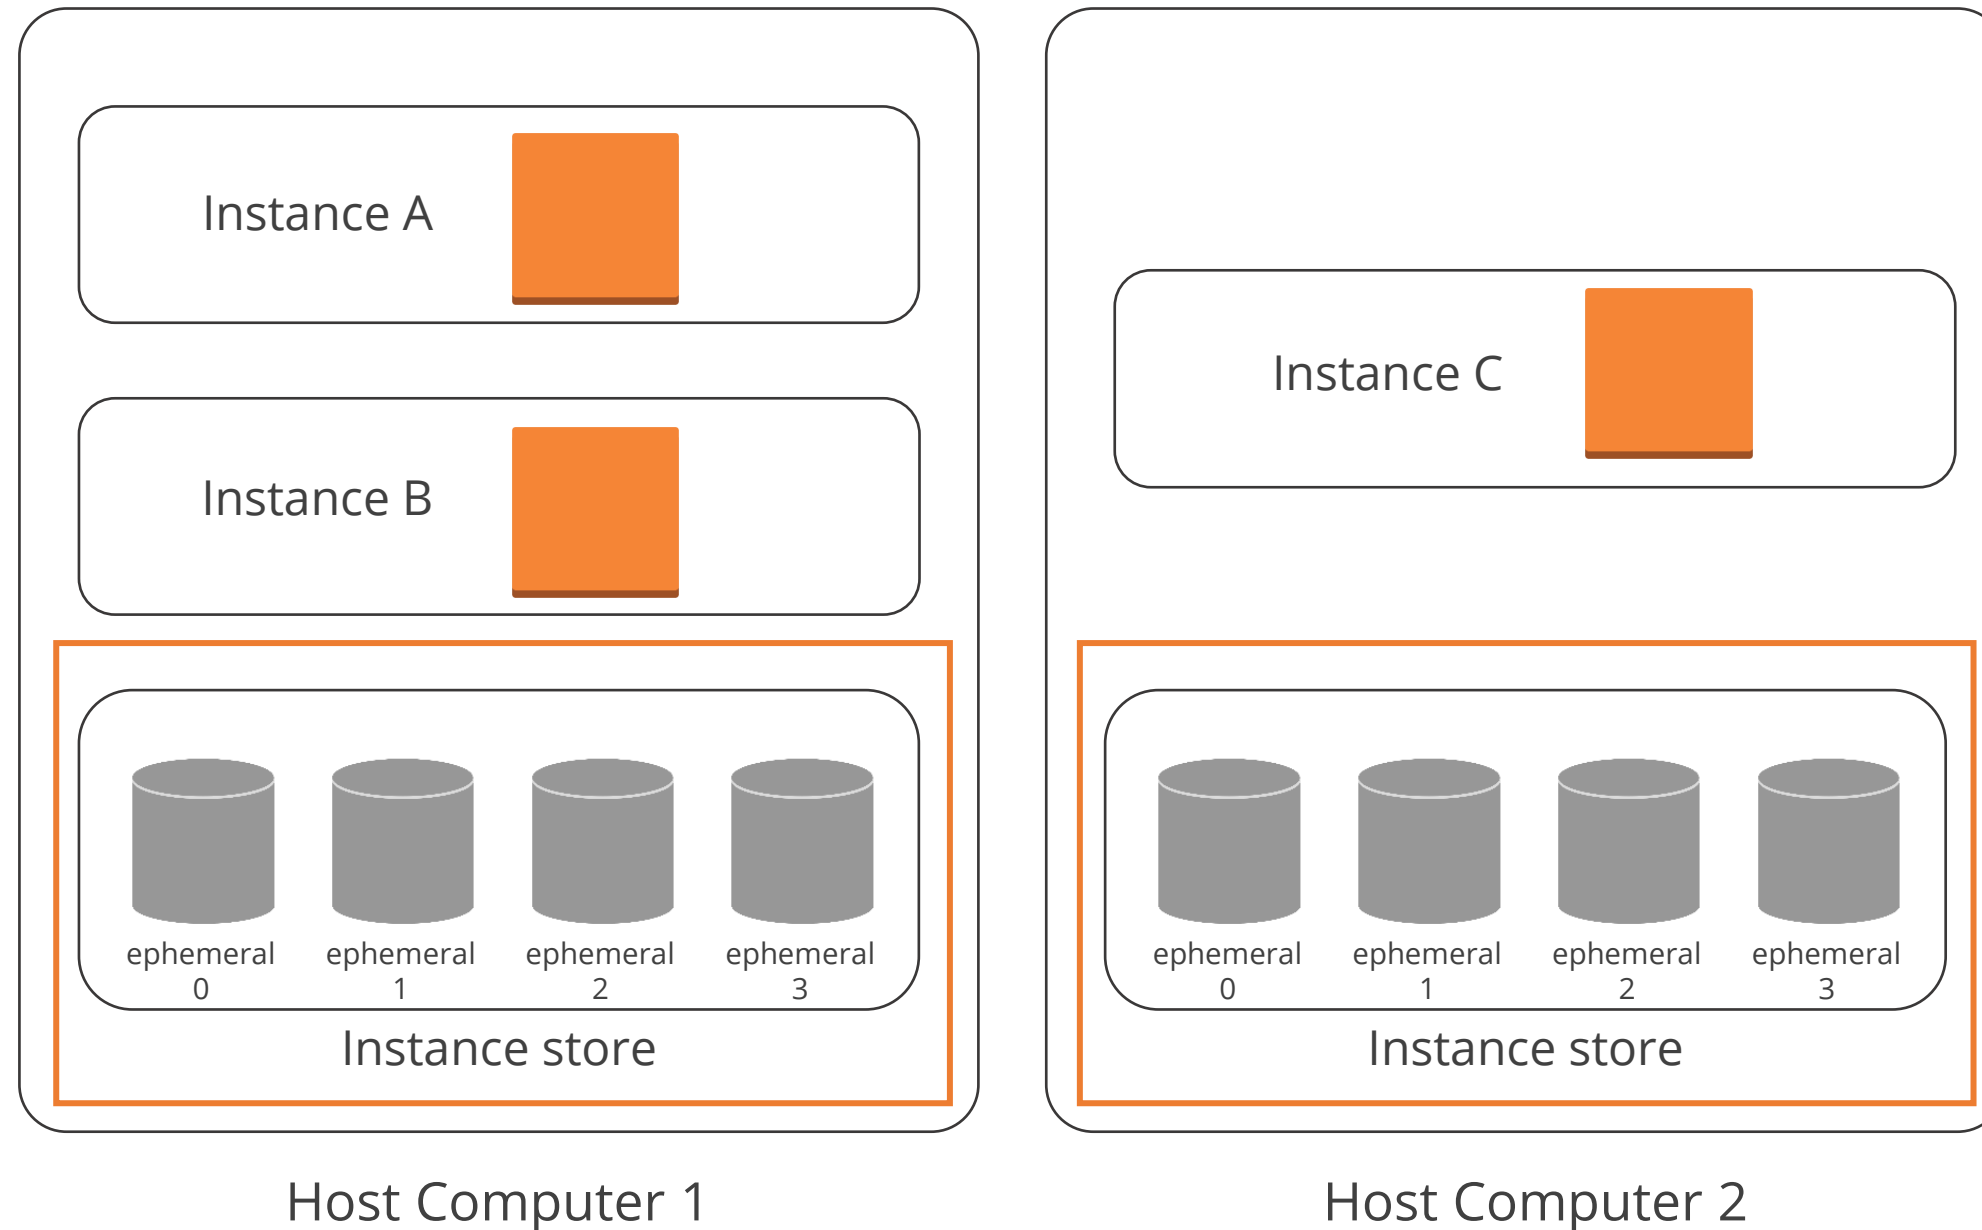 Instance A
Instance B
ephemeral
0
ephemeral
1
ephemeral
2
ephemeral
3
Instance store
Host Computer 1
Instance C
ephemeral
0
ephemeral
1
ephemeral
2
ephemeral
3
Instance store
Host Computer 2